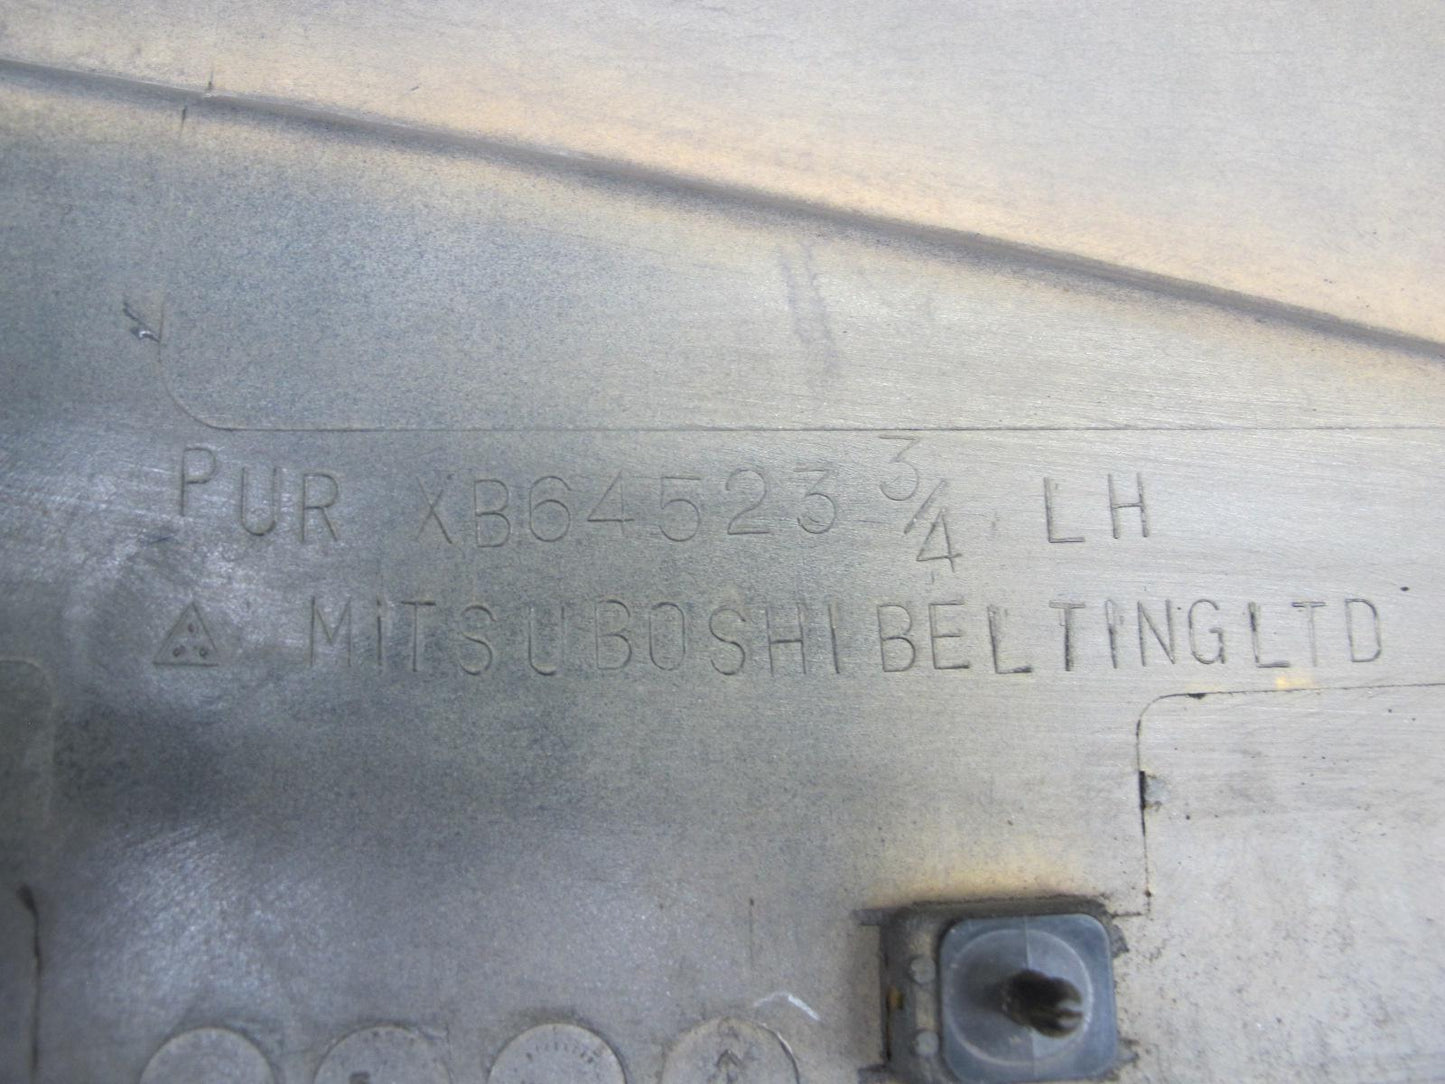 PUR XB64523 3/4 LH
MiTSUBOSHI BELTING LTD